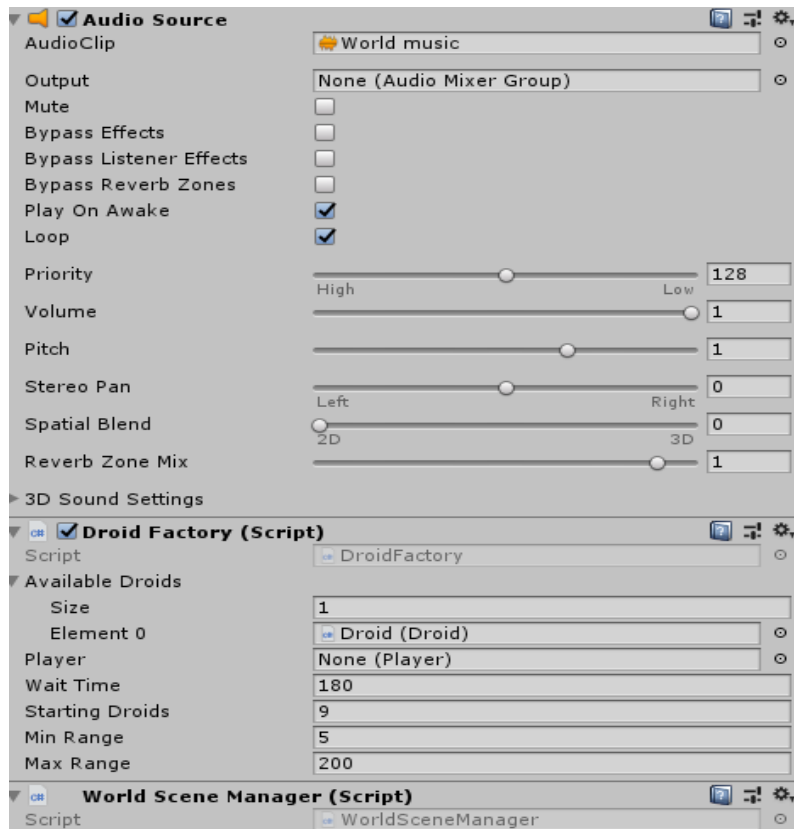 Audio Source
AudioClip World music
Output None (Audio Mixer Group)
Mute
Bypass Effects
Bypass Listener Effects
Bypass Reverb Zones
Play On Awake
Loop
Priority 128
High Low
Volume 1
Pitch 1
Stereo Pan 0
Left Right
Spatial Blend 0
2D 3D
Reverb Zone Mix 1
3D Sound Settings
c# Droid Factory (Script)
Script DroidFactory
Available Droids
Size 1
Element 0 Droid (Droid)
Player None (Player)
Wait Time 180
Starting Droids 9
Min Range 5
Max Range 200
c# World Scene Manager (Script)
Script WorldSceneManager